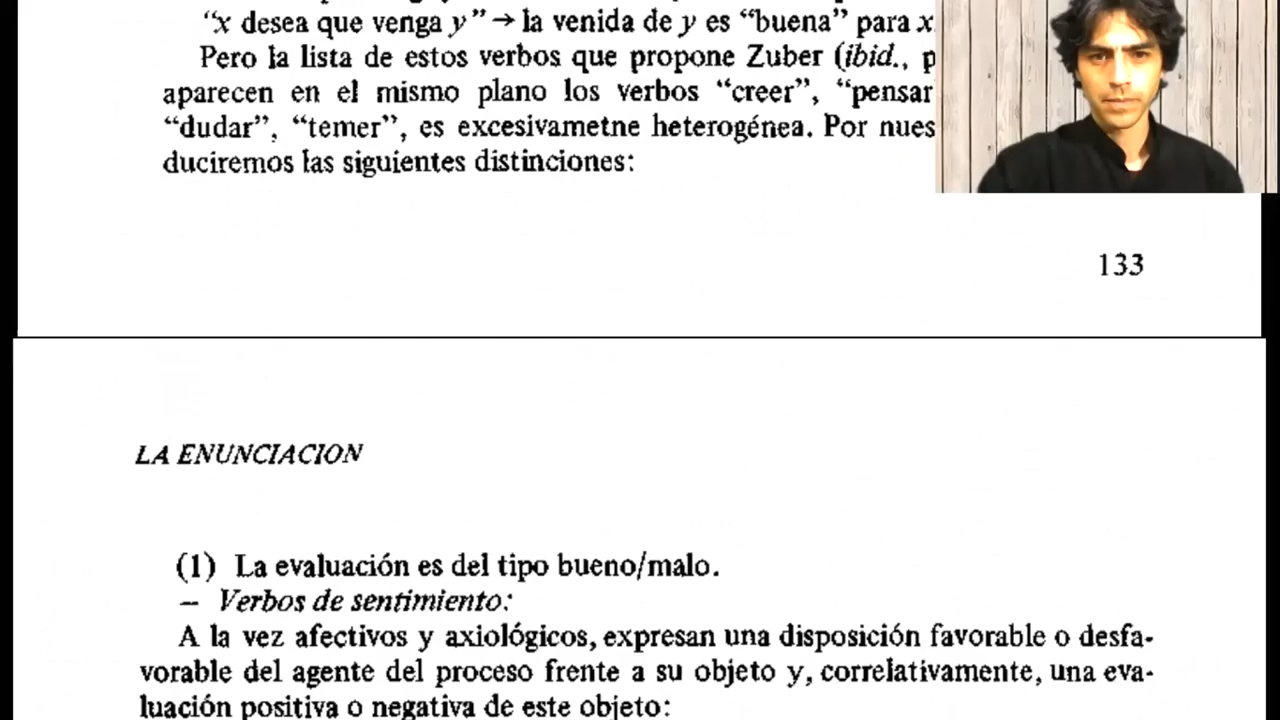 “x desea que venga y” → la venida de y es “buena” para x
Pero la lista de estos verbos que propone Zuber (ibid., p
aparecen en el mismo plano los verbos “creer”, “pensar
“dudar”, “temer”, es excesivametne heterogénea. Por nues
duciremos las siguientes distinciones:
133
LA ENUNCIACION
(1) La evaluación es del tipo bueno/malo.
– Verbos de sentimiento:
A la vez afectivos y axiológicos, expresan una disposición favorable o desfa-
vorable del agente del proceso frente a su objeto y, correlativamente, una eva-
luación positiva o negativa de este objeto: